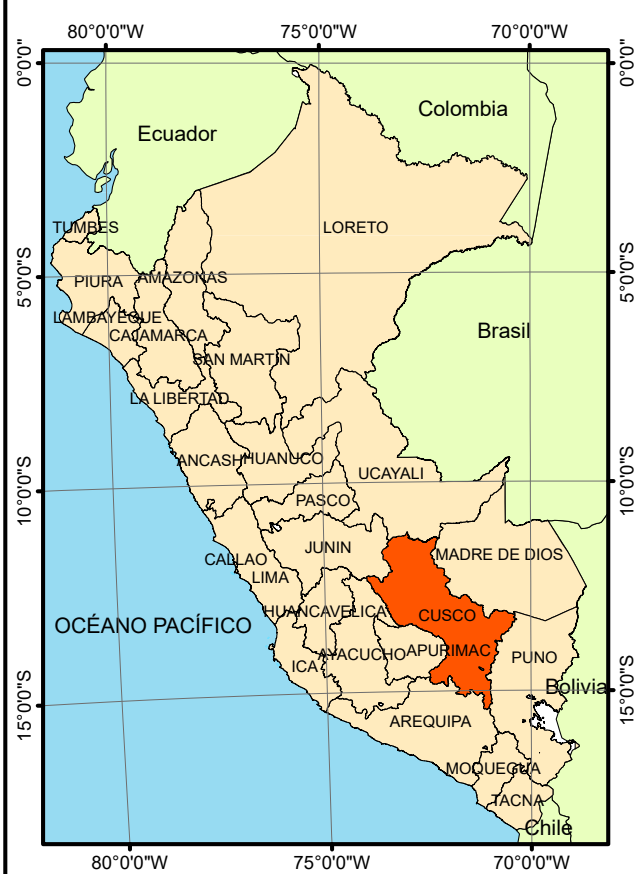 80°0'0"W 75°0'0"W 70°0'0"W
0°0'0"
0°0'0"
Colombia
Ecuador
TUMBES
LORETO
5°0'0"S
5°0'0"S
AMAZONAS
PIURA
LAMBAYEQUE
CAJAMARCA
Brasil
SAN MARTIN
LA LIBERTAD
ANCASH
HUANUCO
UCAYALI
10°0'0"S
10°0'0"S
PASCO
JUNIN
MADRE DE DIOS
CALLAO
LIMA
HUANCAVELICA
CUSCO
OCÉANO PACÍFICO
AYACUCHO
APURIMAC
PUNO
ICA
Bolivia
15°0'0"S
15°0'0"S
AREQUIPA
MOQUEGUA
TACNA
Chile
80°0'0"W 75°0'0"W 70°0'0"W